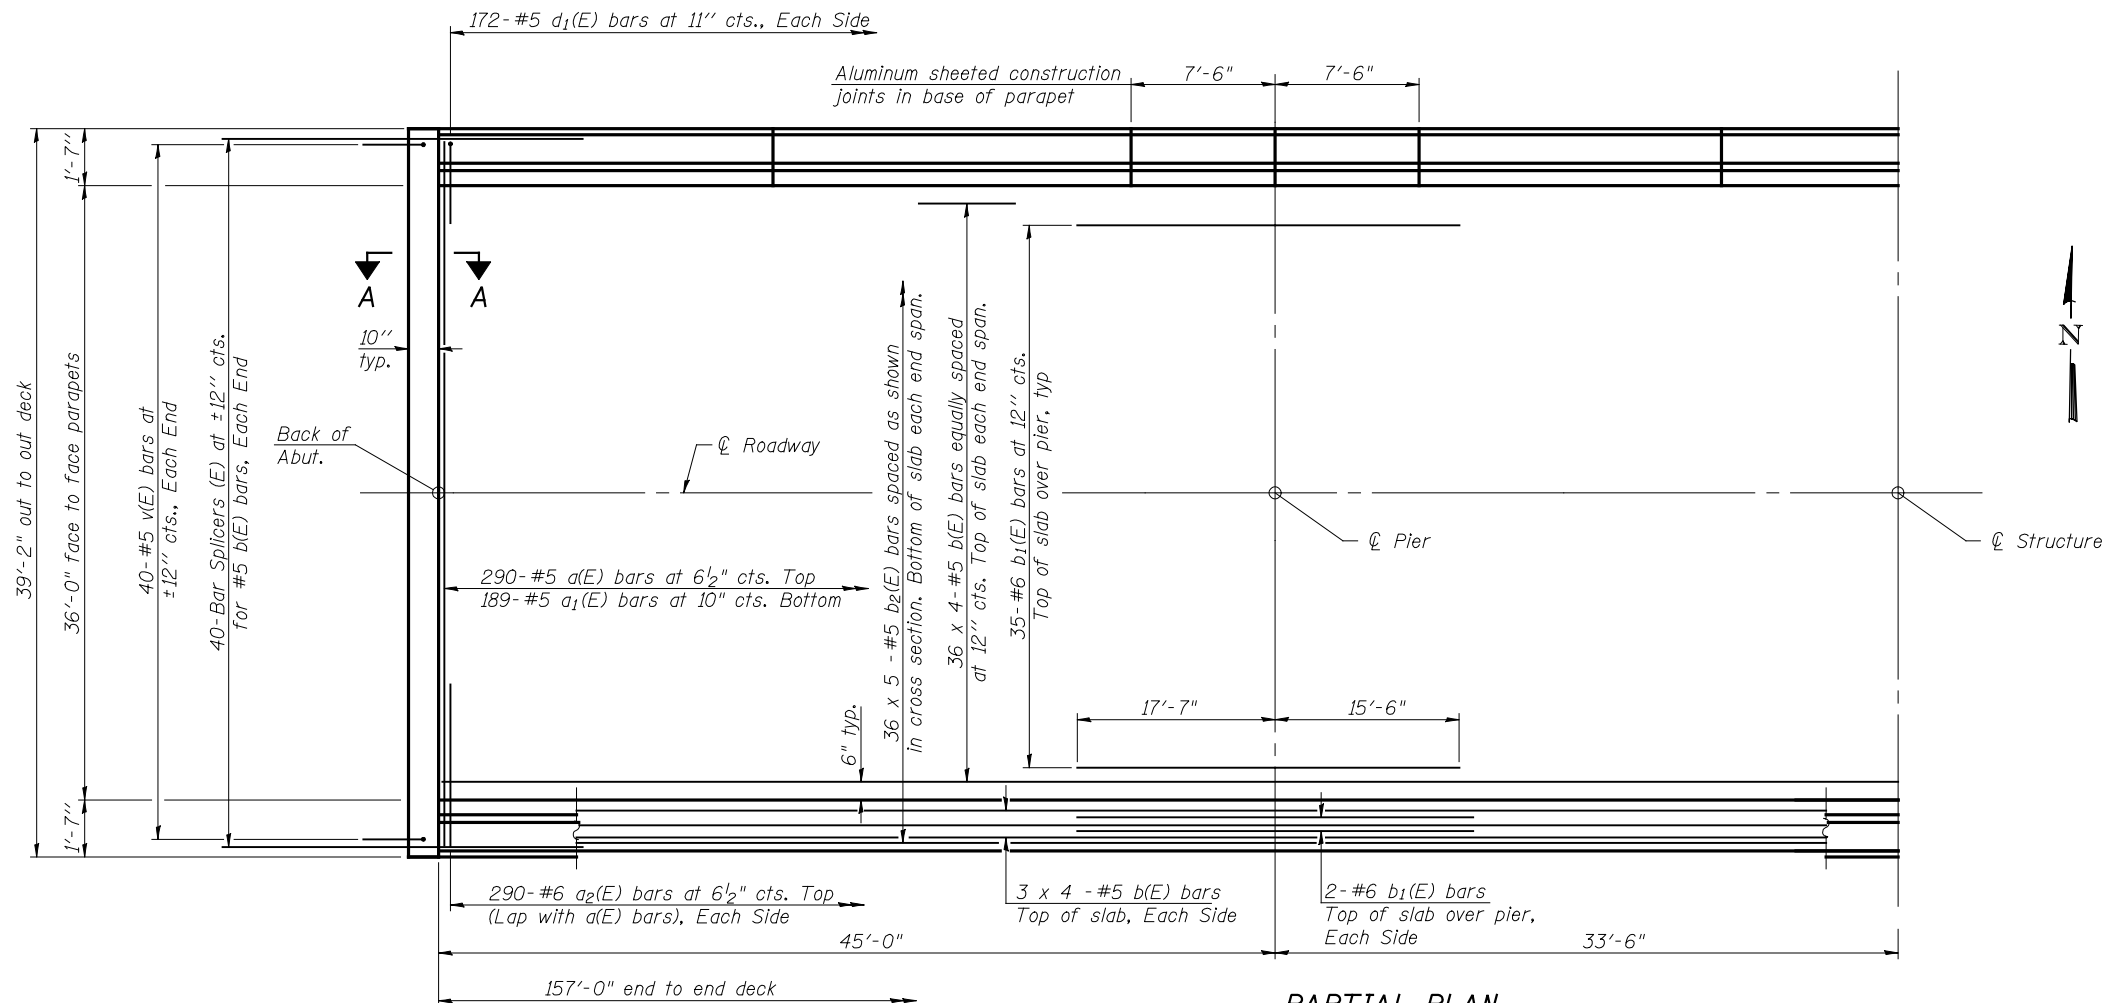 172-#5 d1(E) bars at 11'' cts., Each Side
Aluminum sheeted construction
joints in base of parapet
7'-6"
7'-6"
1'-7''
39'-2" out to out deck
36'-0" face to face parapets
40-#5 v(E) bars at
±12'' cts., Each End
40-Bar Splicers (E) at ±12'' cts.
for #5 b(E) bars, Each End
A
A
10''
typ.
Back of
Abut.
℄ Roadway
290-#5 a(E) bars at 6½" cts. Top
189-#5 a1(E) bars at 10" cts. Bottom
36 x 5 - #5 b2(E) bars spaced as shown
in cross section. Bottom of slab each end span.
36 x 4-#5 b(E) bars equally spaced
at 12'' cts. Top of slab each end span.
35-#6 b1(E) bars at 12'' cts.
Top of slab over pier, typ
℄ Pier
℄ Structure
N
17'-7"
15'-6"
6" typ.
1'-7''
290-#6 a2(E) bars at 6½" cts. Top
(Lap with a(E) bars), Each Side
3 x 4 -#5 b(E) bars
Top of slab, Each Side
2-#6 b1(E) bars
Top of slab over pier,
Each Side
45'-0"
33'-6"
157'-0" end to end deck
PARTIAL PLAN